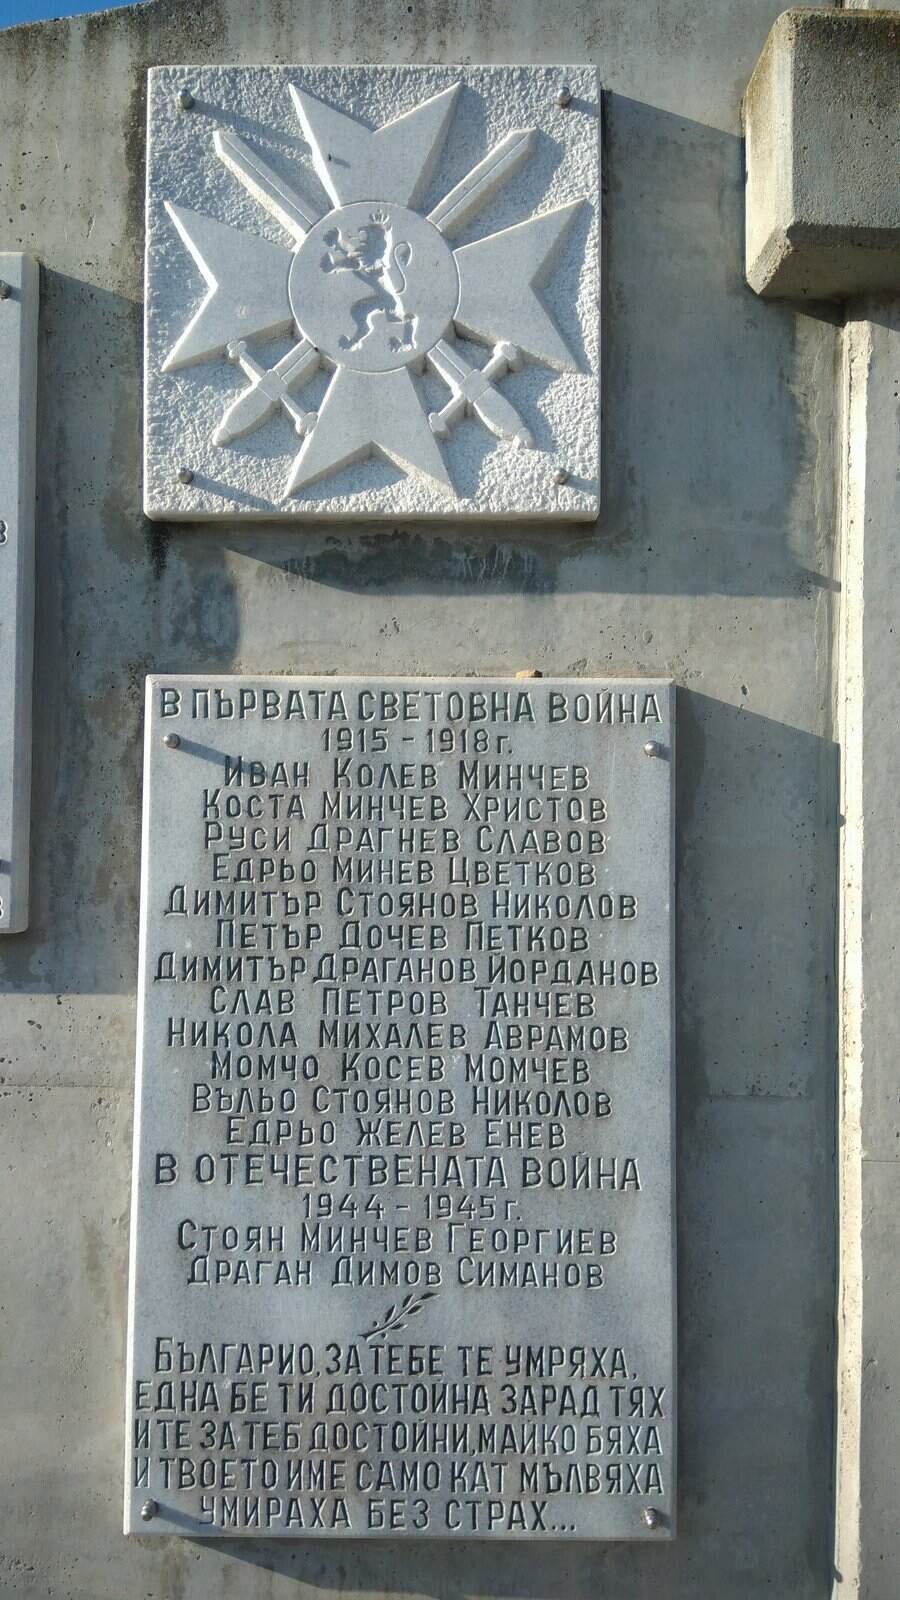 В ПЪРВАТА СВЕТОВНА ВОЙНА
1915 - 1918 г.
ИВАН КОЛЕВ МИНЧЕВ
КОСТА МИНЧЕВ ХРИСТОВ
РУСИ ДРАГНЕВ СЛАВОВ
ЕДРЬО МИНЕВ ЦВЕТКОВ
ДИМИТЪР СТОЯНОВ НИКОЛОВ
ПЕТЪР ДОЧЕВ ПЕТКОВ
ДИМИТЪР ДРАГАНОВ ЙОРДАНОВ
СЛАВ ПЕТРОВ ТАНЧЕВ
НИКОЛА МИХАЛЕВ АВРАМОВ
МОМЧО КОСЕВ МОМЧЕВ
ВЪЛЬО СТОЯНОВ НИКОЛОВ
ЕДРЬО ЖЕЛЕВ ЕНЕВ
В ОТЕЧЕСТВЕНАТА ВОЙНА
1944 - 1945 г.
СТОЯН МИНЧЕВ ГЕОРГИЕВ
ДРАГАН ДИМОВ СИМАНОВ
БЪЛГАРИО, ЗА ТЕБЕ ТЕ УМРЯХА,
ЕДНА БЕ ТИ ДОСТОЙНА ЗАРАД ТЯХ
И ТЕ ЗА ТЕБ ДОСТОЙНИ, МАЙКО БЯХА
И ТВОЕТО ИМЕ САМО КАТ МЪЛВЯХА
УМИРАХА БЕЗ СТРАХ...